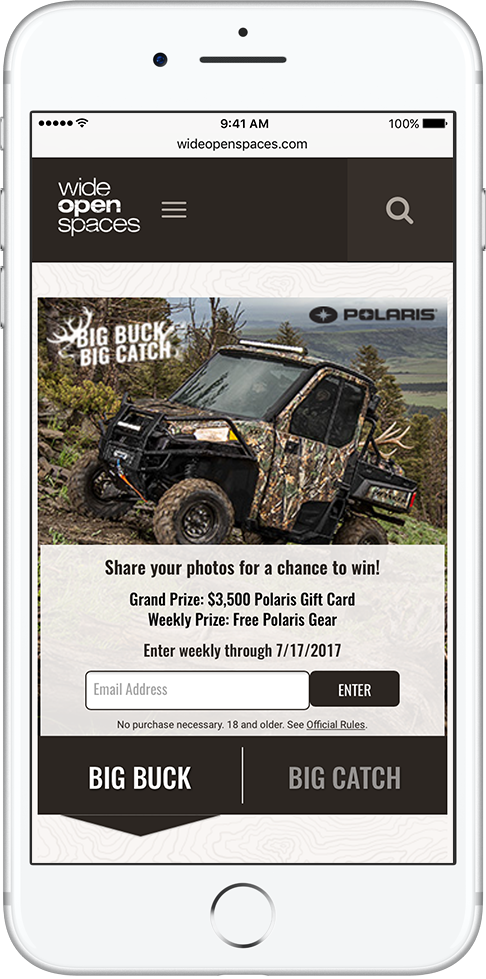 9:41 AM
100%
wideopenspaces.com
wide
open
spaces
POLARIS
BIG BUCK
BIG CATCH
Share your photos for a chance to win!
Grand Prize: $3,500 Polaris Gift Card
Weekly Prize: Free Polaris Gear
Enter weekly through 7/17/2017
Email Address
ENTER
No purchase necessary. 18 and older. See Official Rules.
BIG BUCK
BIG CATCH